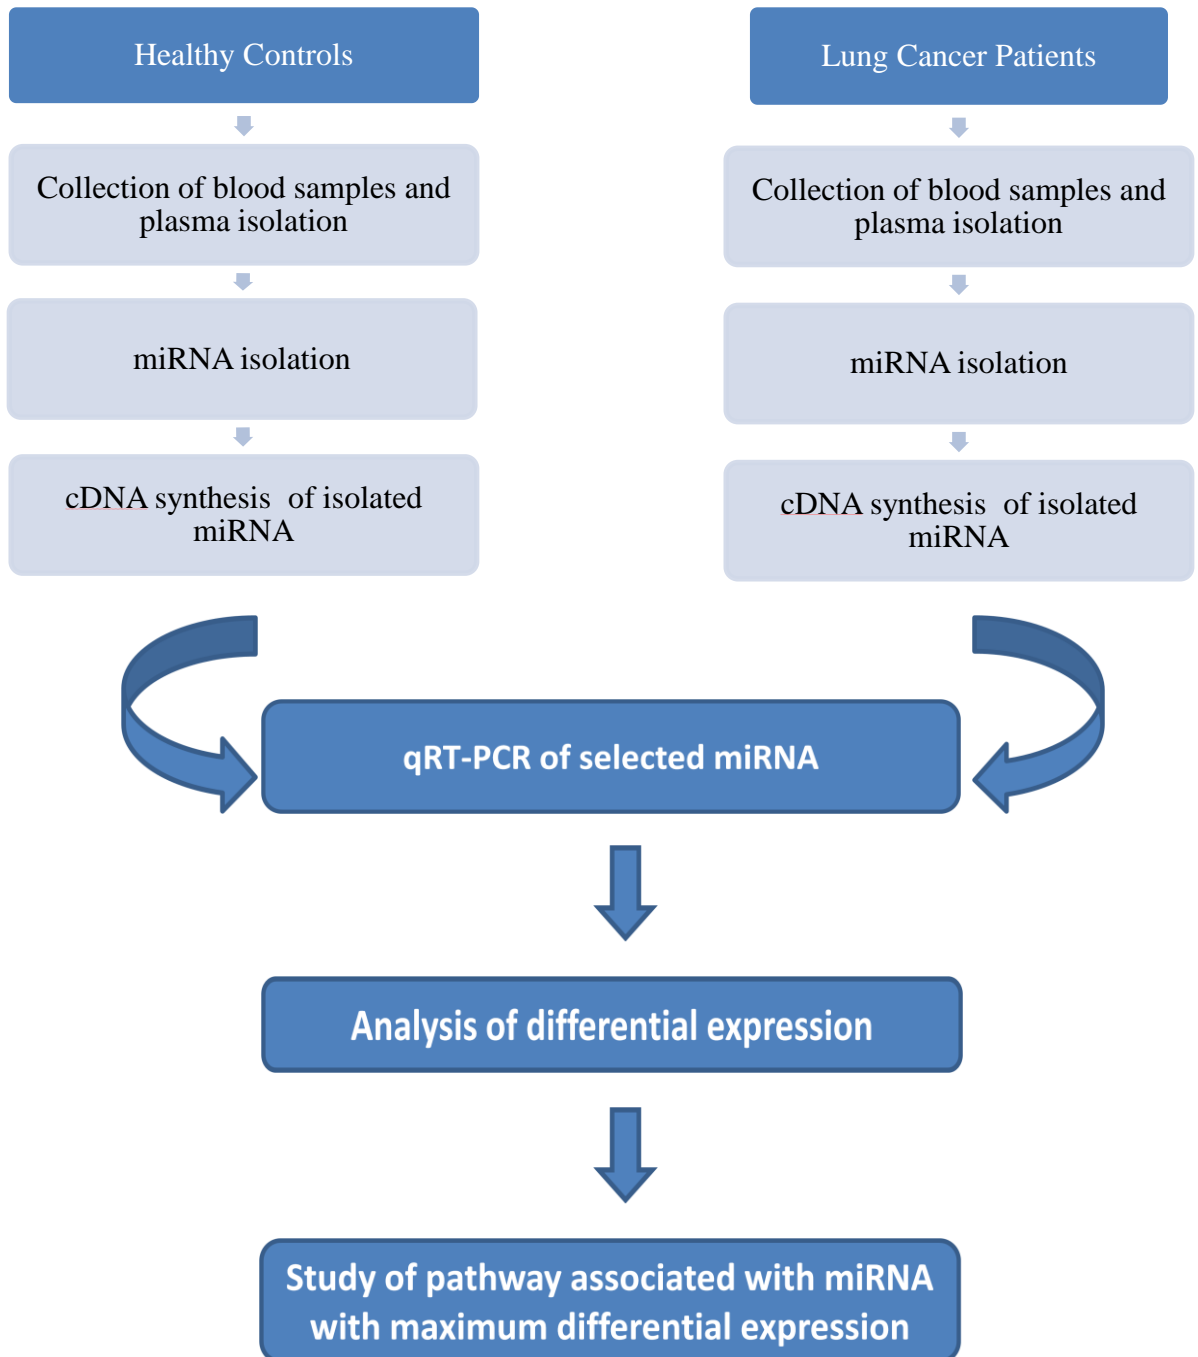 Healthy Controls
Collection of blood samples and
plasma isolation
miRNA isolation
cDNA synthesis of isolated
miRNA
Lung Cancer Patients
Collection of blood samples and
plasma isolation
miRNA isolation
cDNA synthesis of isolated
miRNA
qRT-PCR of selected miRNA
Analysis of differential expression
Study of pathway associated with miRNA
with maximum differential expression